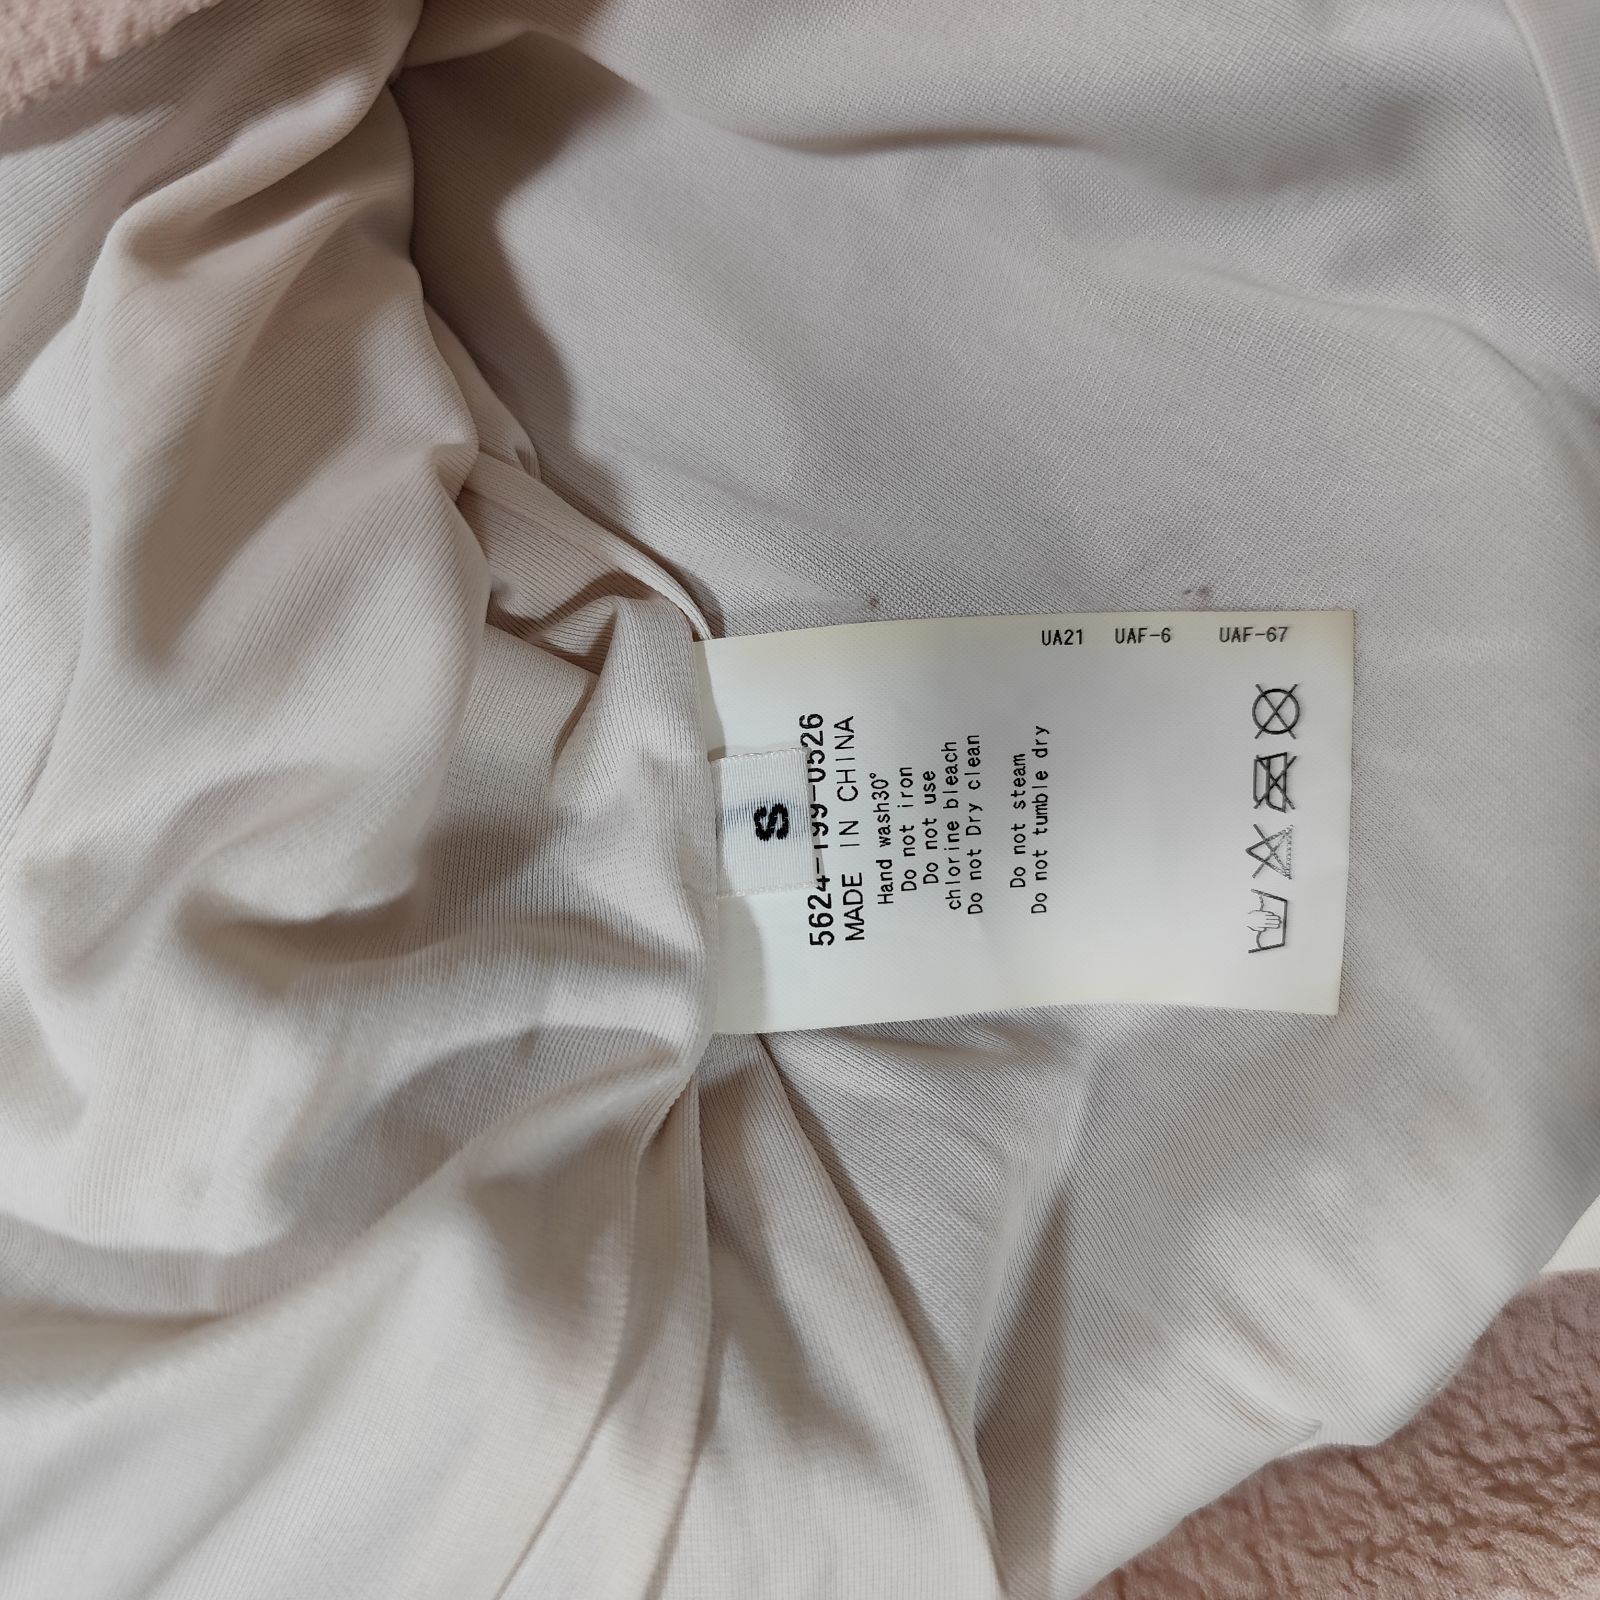 S
5624-199-0526
MADE IN CHINA
Hand wash30°
Do not iron
Do not use
chlorine bleach
Do not Dry clean
Do not steam
Do not tumble dry
UA21 UAF-6 UAF-67